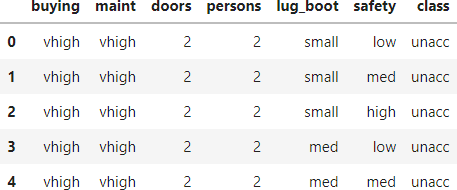 buying maint doors persons lug_boot safety class
0 vhigh vhigh 2 2 small low unacc
1 vhigh vhigh 2 2 small med unacc
2 vhigh vhigh 2 2 small high unacc
3 vhigh vhigh 2 2 med low unacc
4 vhigh vhigh 2 2 med med unacc